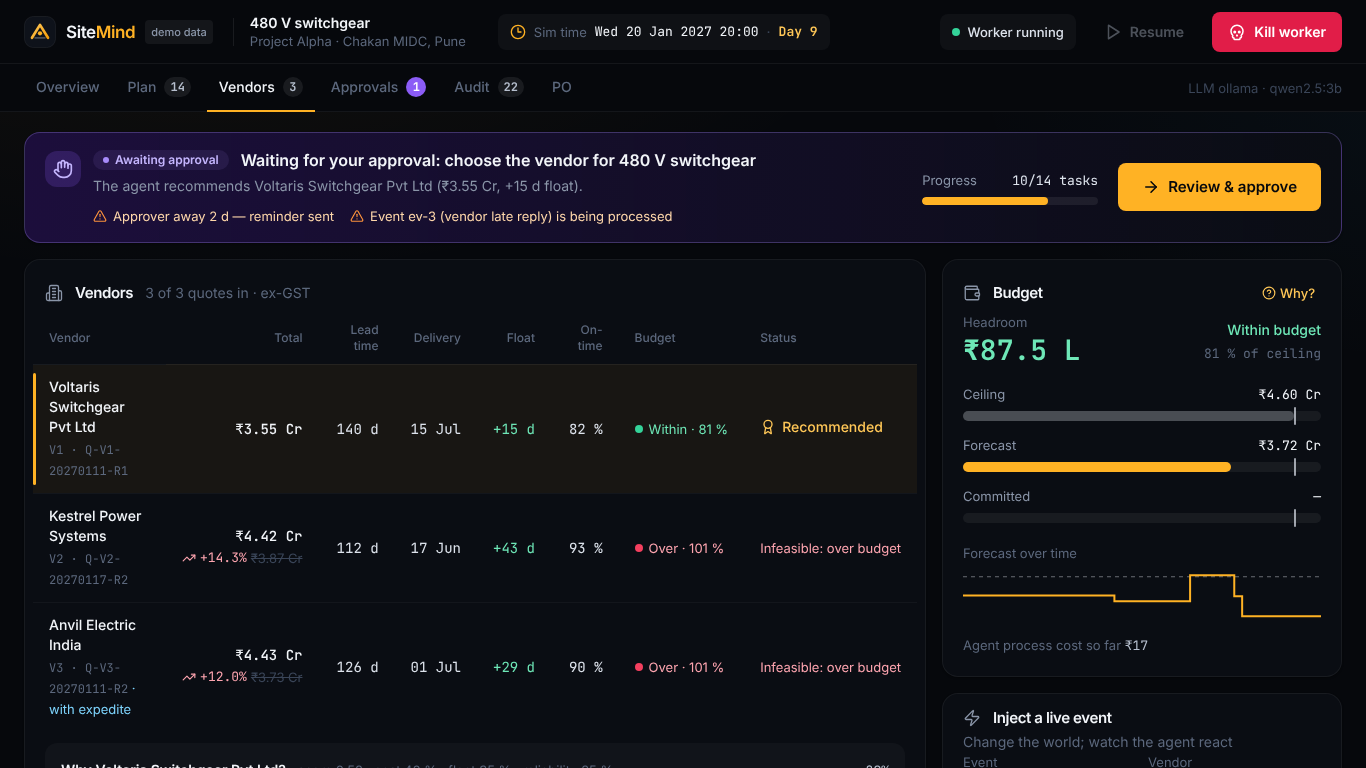 SiteMind
demo data
480 V switchgear
Project Alpha · Chakan MIDC, Pune
Sim time Wed 20 Jan 2027 20:00 · Day 9
Worker running
Resume
Kill worker
Overview
Plan 14
Vendors 3
Approvals 1
Audit 22
PO
LLM ollama · qwen2.5:3b
Awaiting approval
Waiting for your approval: choose the vendor for 480 V switchgear
The agent recommends Voltaris Switchgear Pvt Ltd (₹3.55 Cr, +15 d float).
Approver away 2 d — reminder sent
Event ev-3 (vendor late reply) is being processed
Progress 10/14 tasks
Review & approve
Vendors 3 of 3 quotes in · ex-GST
Vendor
Total
Lead
time
Delivery
Float
On-
time
Budget
Status
Voltaris
Switchgear
Pvt Ltd
V1 · Q-V1-
20270111-R1
₹3.55 Cr
140 d
15 Jul
+15 d
82 %
Within · 81 %
Recommended
Kestrel Power
Systems
V2 · Q-V2-
20270117-R2
₹4.42 Cr
+14.3% ₹3.87 Cr
112 d
17 Jun
+43 d
93 %
Over · 101 %
Infeasible: over budget
Anvil Electric
India
V3 · Q-V3-
20270111-R2 ·
with expedite
₹4.43 Cr
+12.0% ₹3.73 Cr
126 d
01 Jul
+29 d
90 %
Over · 101 %
Infeasible: over budget
Why Voltaris Switchgear Pvt Ltd?
Budget
Why?
Headroom
₹87.5 L
Within budget
81 % of ceiling
Ceiling ₹4.60 Cr
Forecast ₹3.72 Cr
Committed –
Forecast over time
Agent process cost so far ₹17
Inject a live event
Change the world; watch the agent react
Event
Vendor